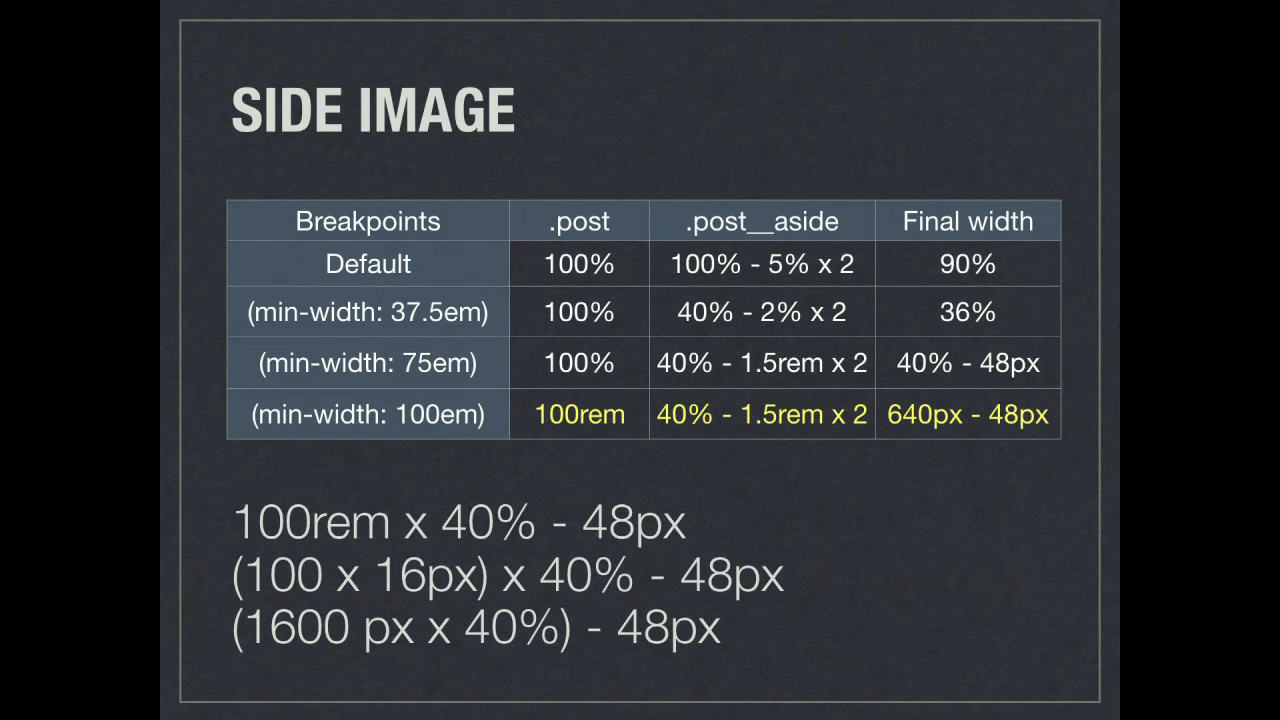 SIDE IMAGE
Breakpoints .post .post__aside Final width
Default 100% 100% - 5% x 2 90%
(min-width: 37.5em) 100% 40% - 2% x 2 36%
(min-width: 75em) 100% 40% - 1.5rem x 2 40% - 48px
(min-width: 100em) 100rem 40% - 1.5rem x 2 640px - 48px
100rem x 40% - 48px
(100 x 16px) x 40% - 48px
(1600 px x 40%) - 48px